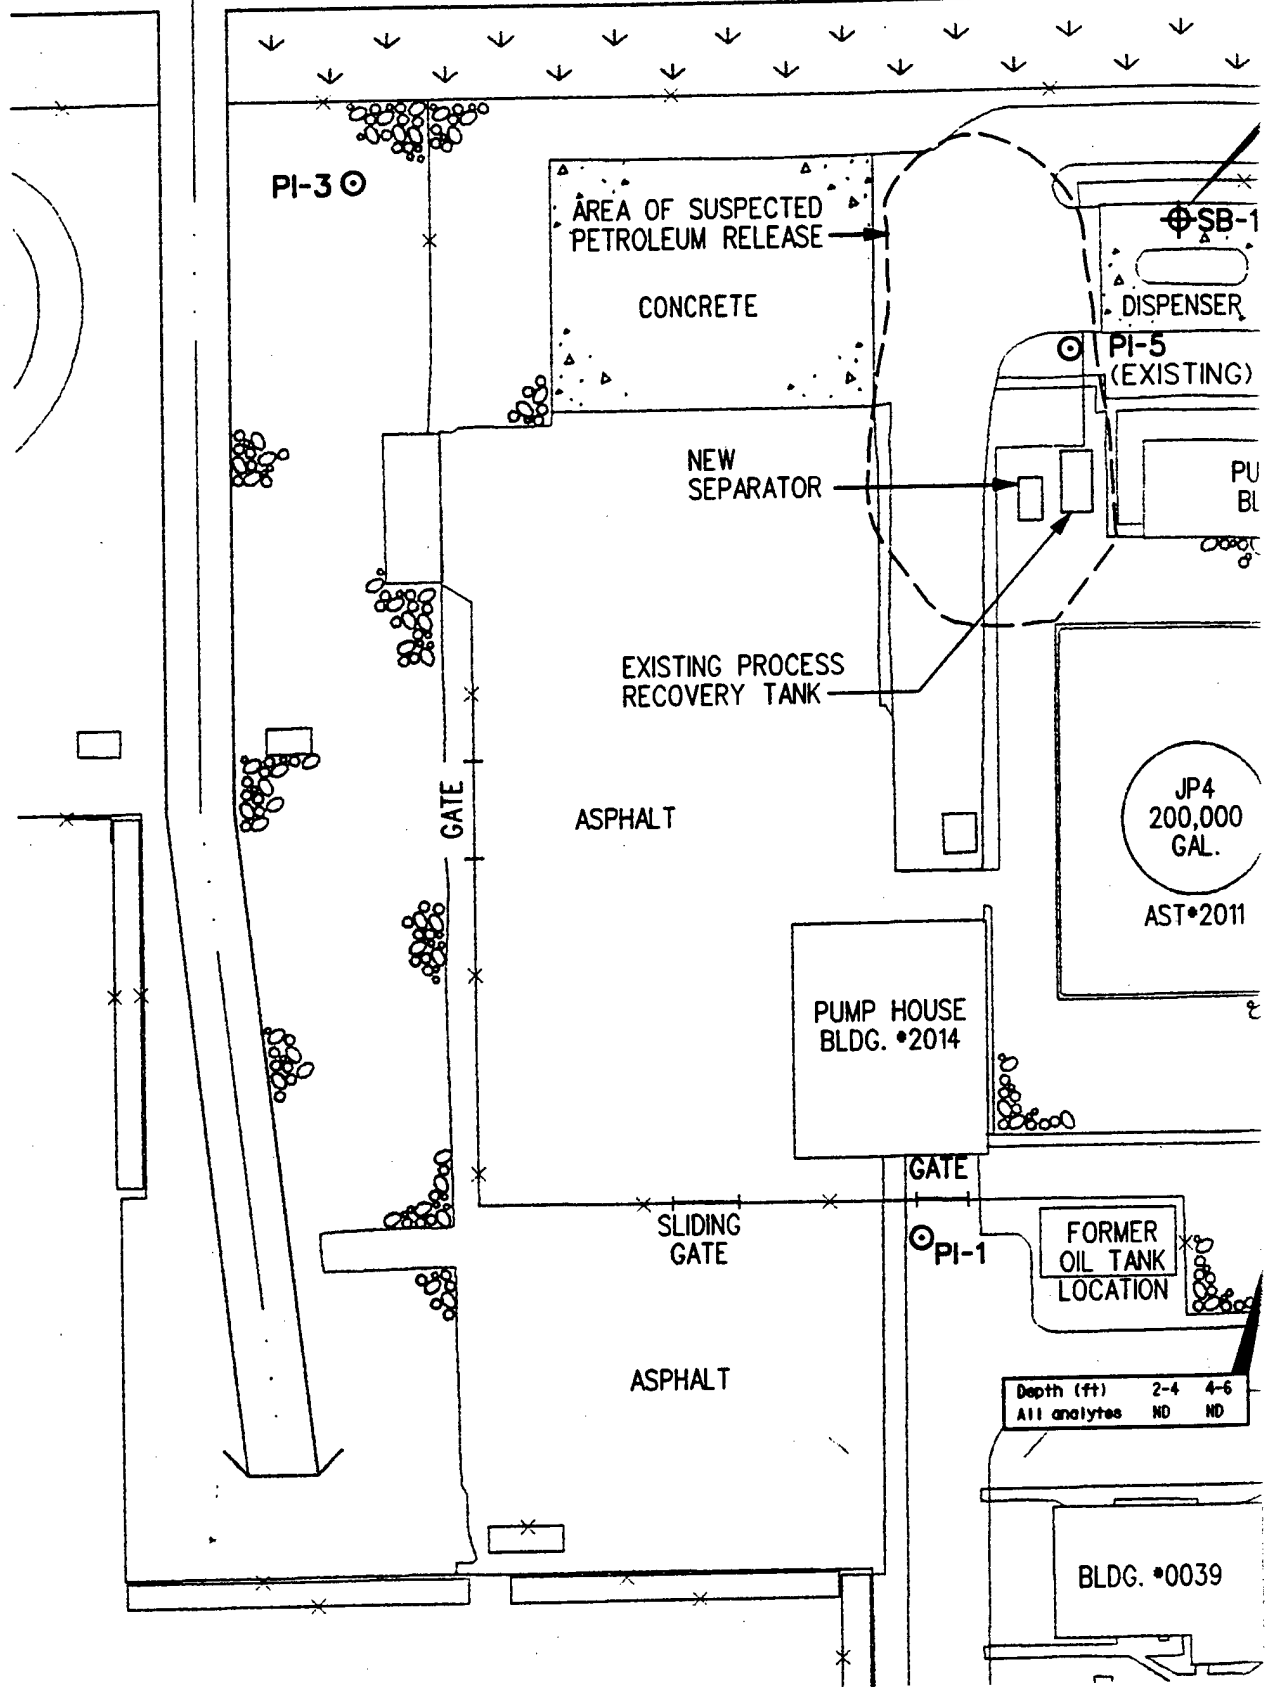 PI-3
AREA OF SUSPECTED
PETROLEUM RELEASE
CONCRETE
SB-1
DISPENSER
PI-5
(EXISTING)
NEW
SEPARATOR
PU
BL
EXISTING PROCESS
RECOVERY TANK
GATE
ASPHALT
JP4
200,000
GAL.
AST•2011
PUMP HOUSE
BLDG. •2014
GATE
SLIDING
GATE
PI-1
FORMER
OIL TANK
LOCATION
ASPHALT
Depth (ft) 2-4 4-6
All analytes ND ND
BLDG. •0039